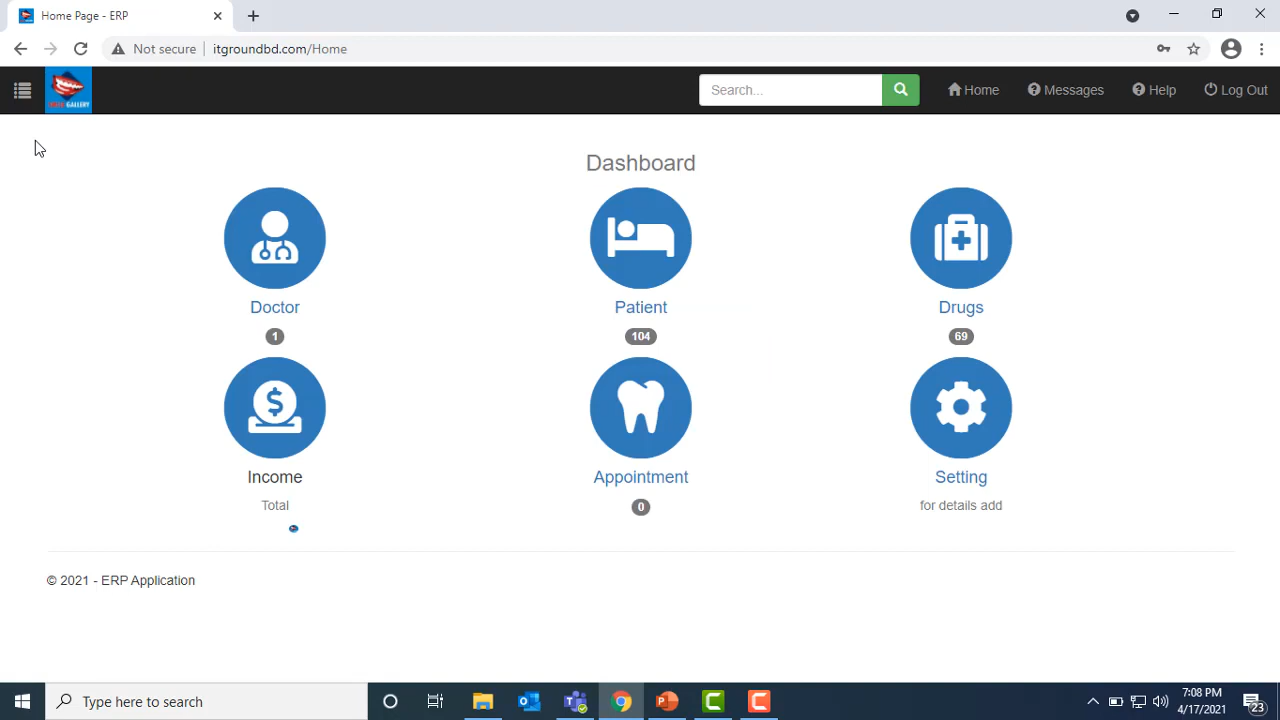 Home Page - ERP
Not secure
itgroundbd.com/Home
GALLERY
Search...
Home
Messages
Help
Log Out
Dashboard
Doctor
Patient
Drugs
1
104
69
Income
Appointment
Setting
Total
0
for details add
© 2021 - ERP Application
Type here to search
7:08 PM
4/17/2021
23